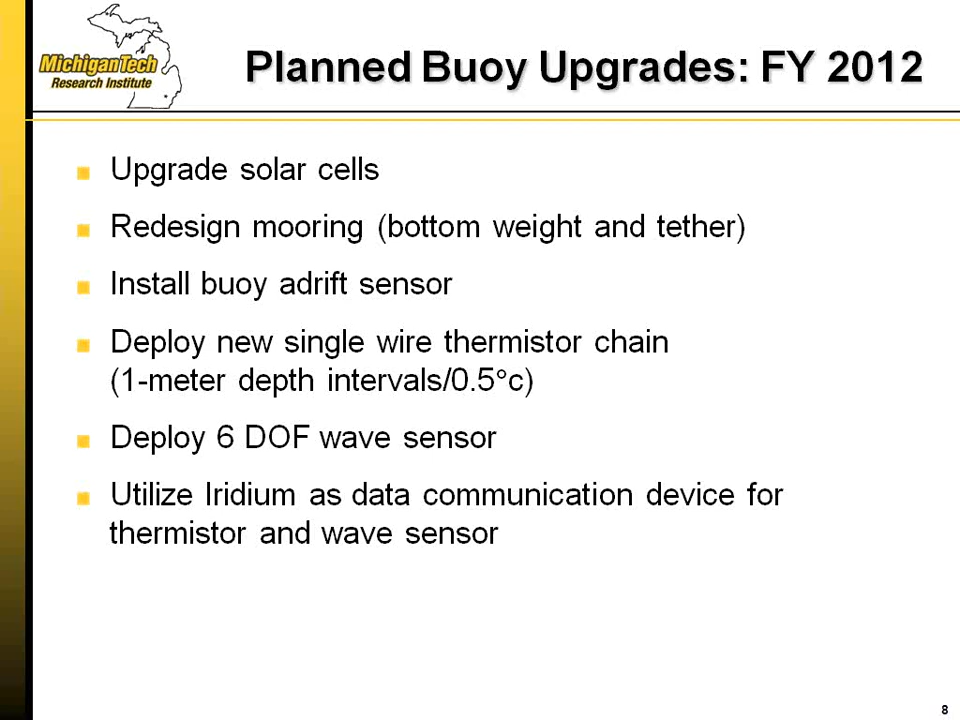 MichiganTech
Research Institute
Planned Buoy Upgrades: FY 2012
Upgrade solar cells
Redesign mooring (bottom weight and tether)
Install buoy adrift sensor
Deploy new single wire thermistor chain
(1-meter depth intervals/0.5°c)
Deploy 6 DOF wave sensor
Utilize Iridium as data communication device for
thermistor and wave sensor
8